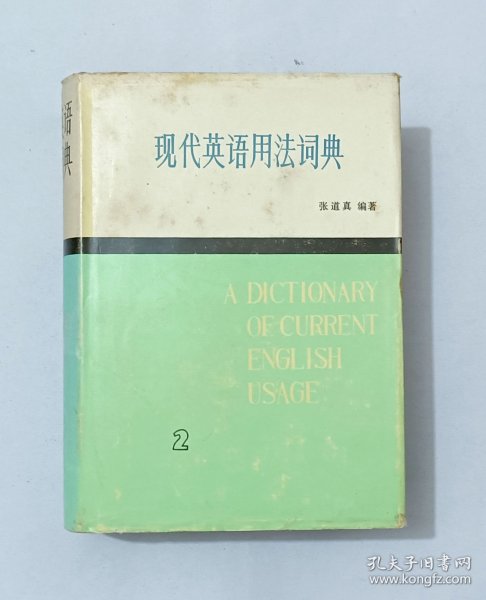 语
典
现代英语用法词典
张道真 编著
A DICTIONARY
OF CURRENT
ENGLISH
USAGE
2
孔夫子旧书网
www.kongfz.com